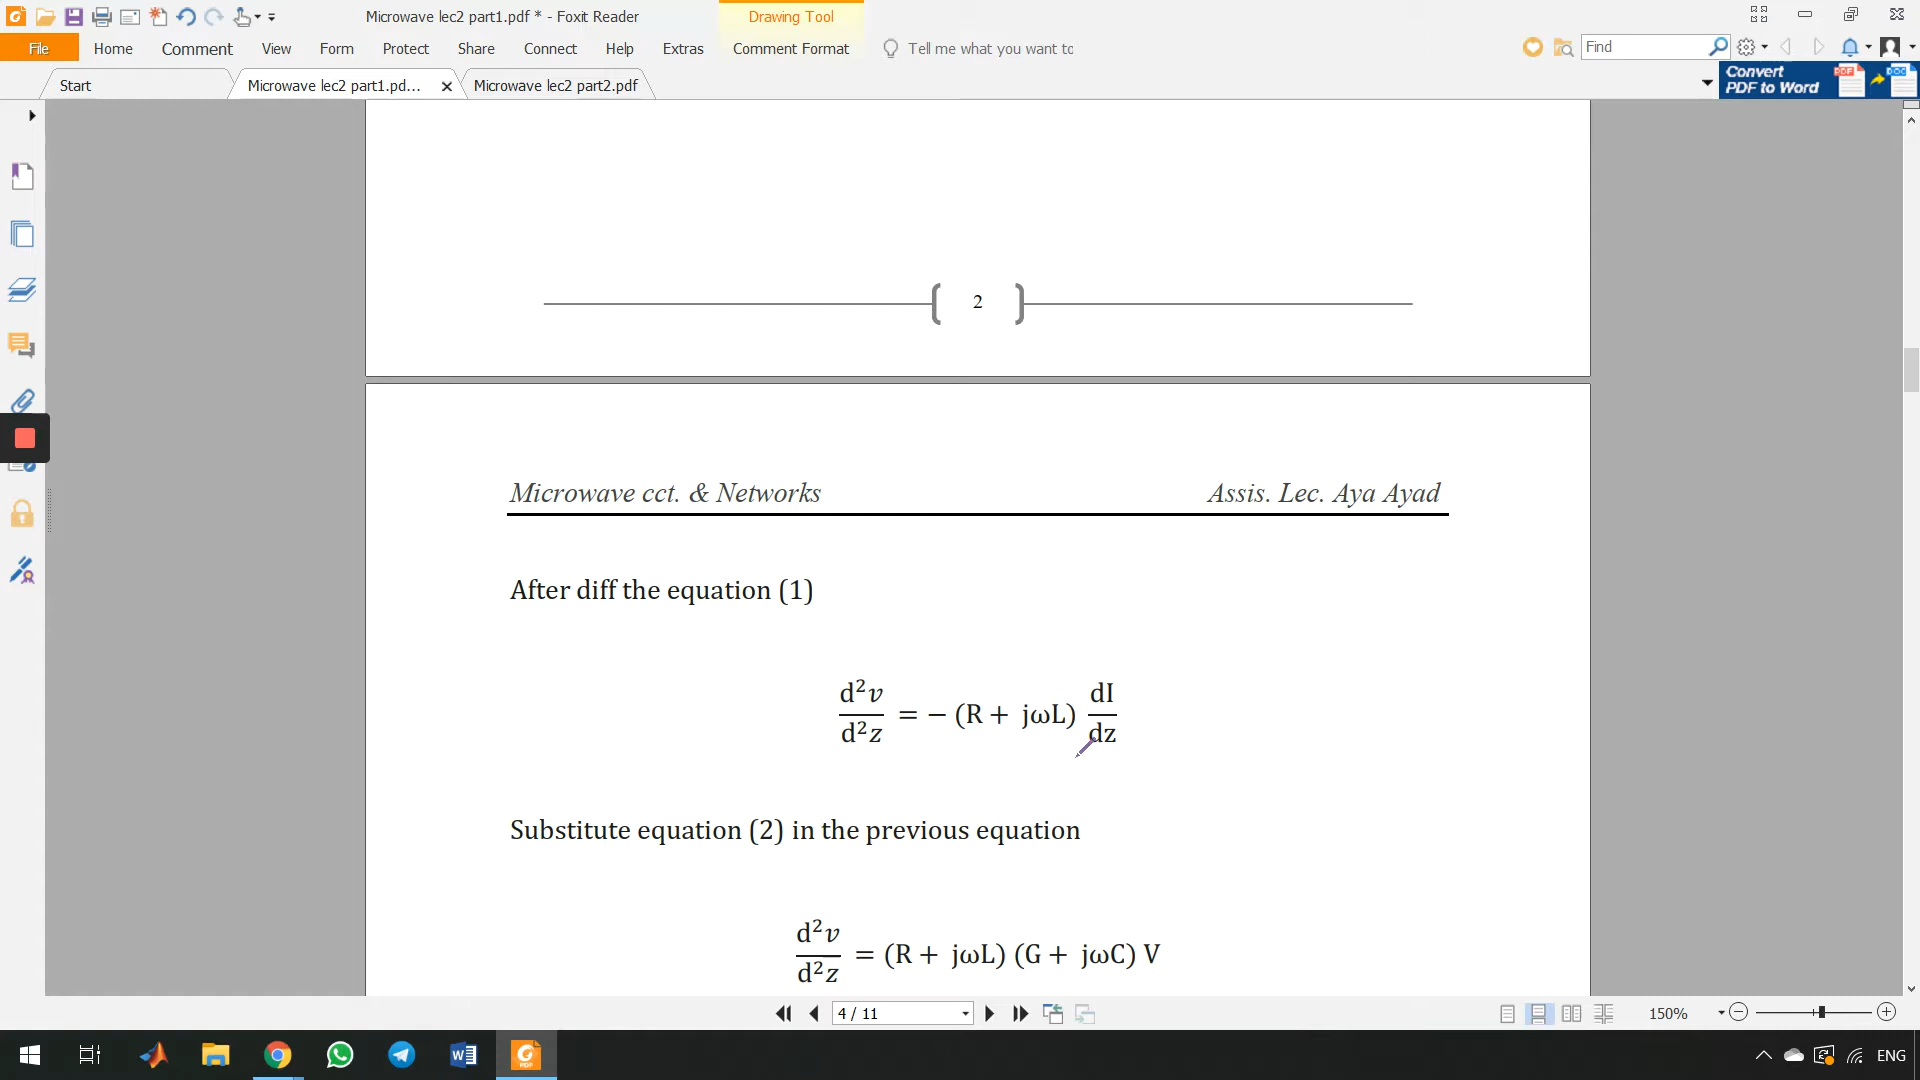 Microwave lec2 part1.pdf * - Foxit Reader
Drawing Tool
File Home Comment View Form Protect Share Connect Help Extras Comment Format Tell me what you want to Find
Start Microwave lec2 part1.pd... Microwave lec2 part2.pdf
Convert PDF to Word
PDF DOC
2
Microwave cct. & Networks Assis. Lec. Aya Ayad
After diff the equation (1)
d²v/d²z = − (R + jωL) dI/dz
Substitute equation (2) in the previous equation
d²v/d²z = (R + jωL) (G + jωC) V
4 / 11 150%
ENG